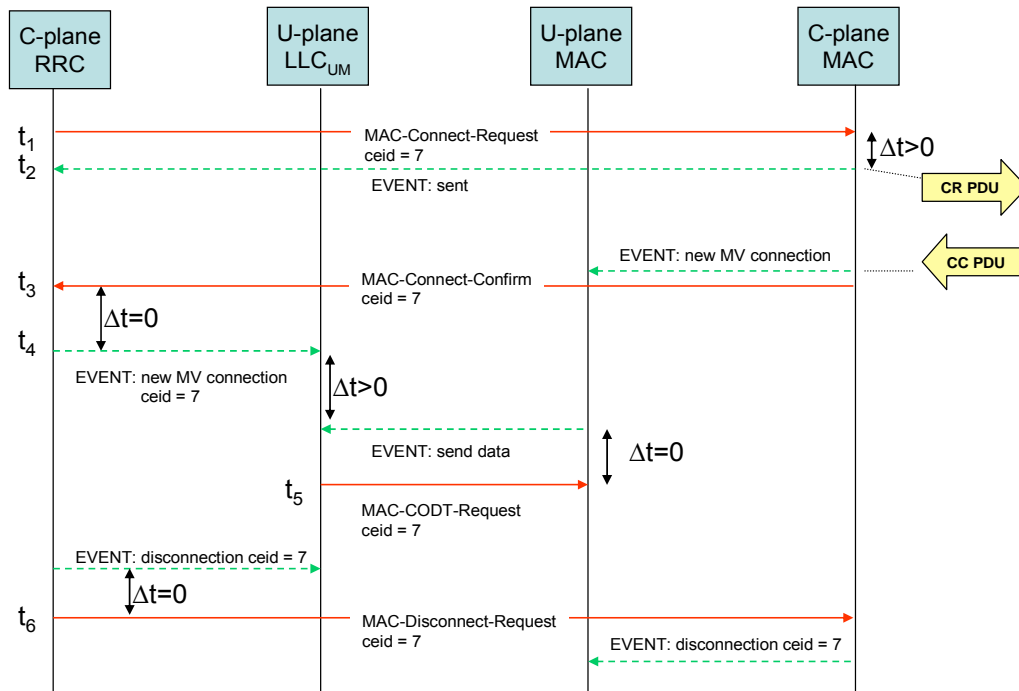 C-plane
RRC
U-plane
LLC_UM
U-plane
MAC
C-plane
MAC
t1
MAC-Connect-Request
ceid = 7
Δt>0
t2
EVENT: sent
CR PDU
EVENT: new MV connection
CC PDU
t3
MAC-Connect-Confirm
ceid = 7
Δt=0
t4
EVENT: new MV connection
ceid = 7
Δt>0
EVENT: send data
Δt=0
t5
MAC-CODT-Request
ceid = 7
EVENT: disconnection ceid = 7
Δt=0
t6
MAC-Disconnect-Request
ceid = 7
EVENT: disconnection ceid = 7